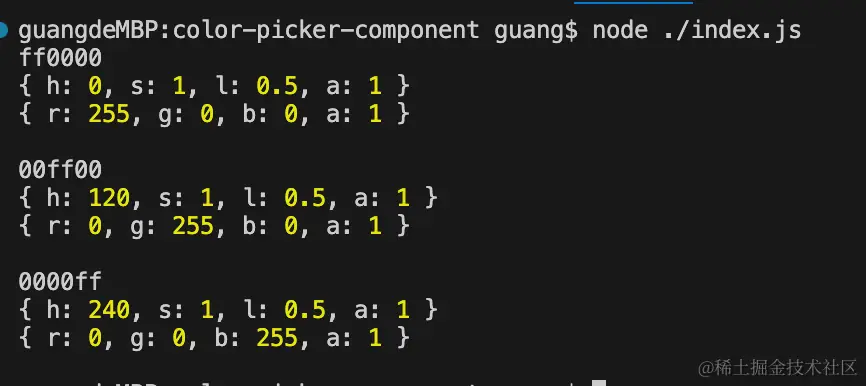 guangdeMBP:color-picker-component guang$ node ./index.js
ff0000
{ h: 0, s: 1, l: 0.5, a: 1 }
{ r: 255, g: 0, b: 0, a: 1 }
00ff00
{ h: 120, s: 1, l: 0.5, a: 1 }
{ r: 0, g: 255, b: 0, a: 1 }
0000ff
{ h: 240, s: 1, l: 0.5, a: 1 }
{ r: 0, g: 0, b: 255, a: 1 }
@稀土掘金技术社区